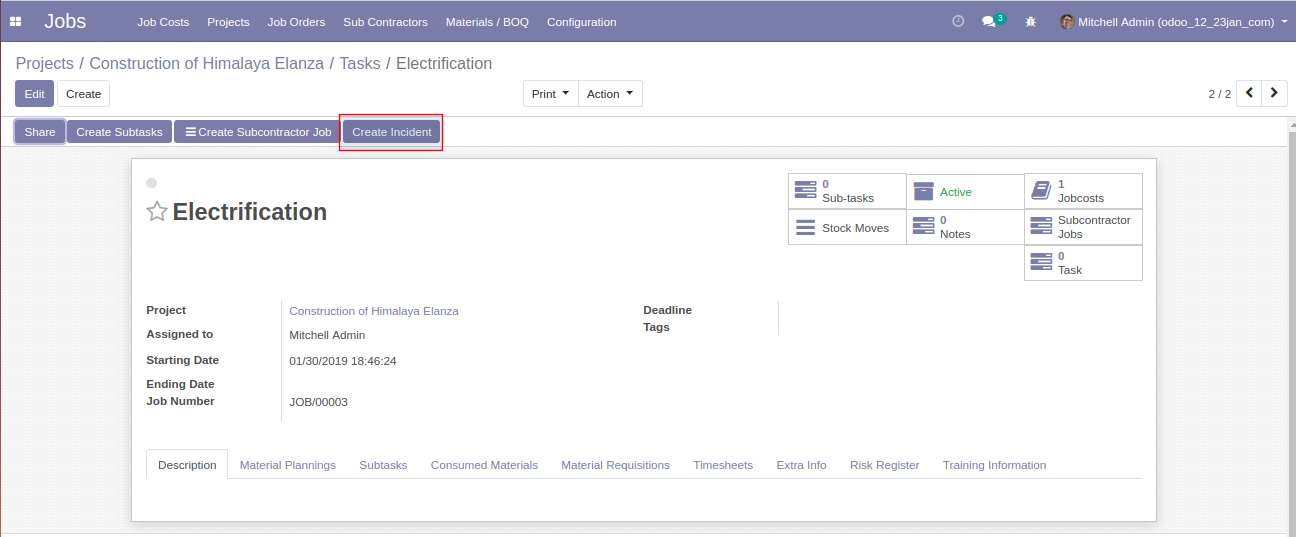 Jobs Job Costs Projects Job Orders Sub Contractors Materials / BOQ Configuration 3 Mitchell Admin (odoo_12_23jan_com)
Projects / Construction of Himalaya Elanza / Tasks / Electrification
Edit Create Print Action 2 / 2
Share Create Subtasks Create Subcontractor Job Create Incident
0 Sub-tasks
Active
1 Jobcosts
Electrification
Stock Moves
0 Notes
Subcontractor Jobs
0 Task
Project Construction of Himalaya Elanza
Assigned to Mitchell Admin
Starting Date 01/30/2019 18:46:24
Ending Date
Job Number JOB/00003
Deadline
Tags
Description Material Plannings Subtasks Consumed Materials Material Requisitions Timesheets Extra Info Risk Register Training Information